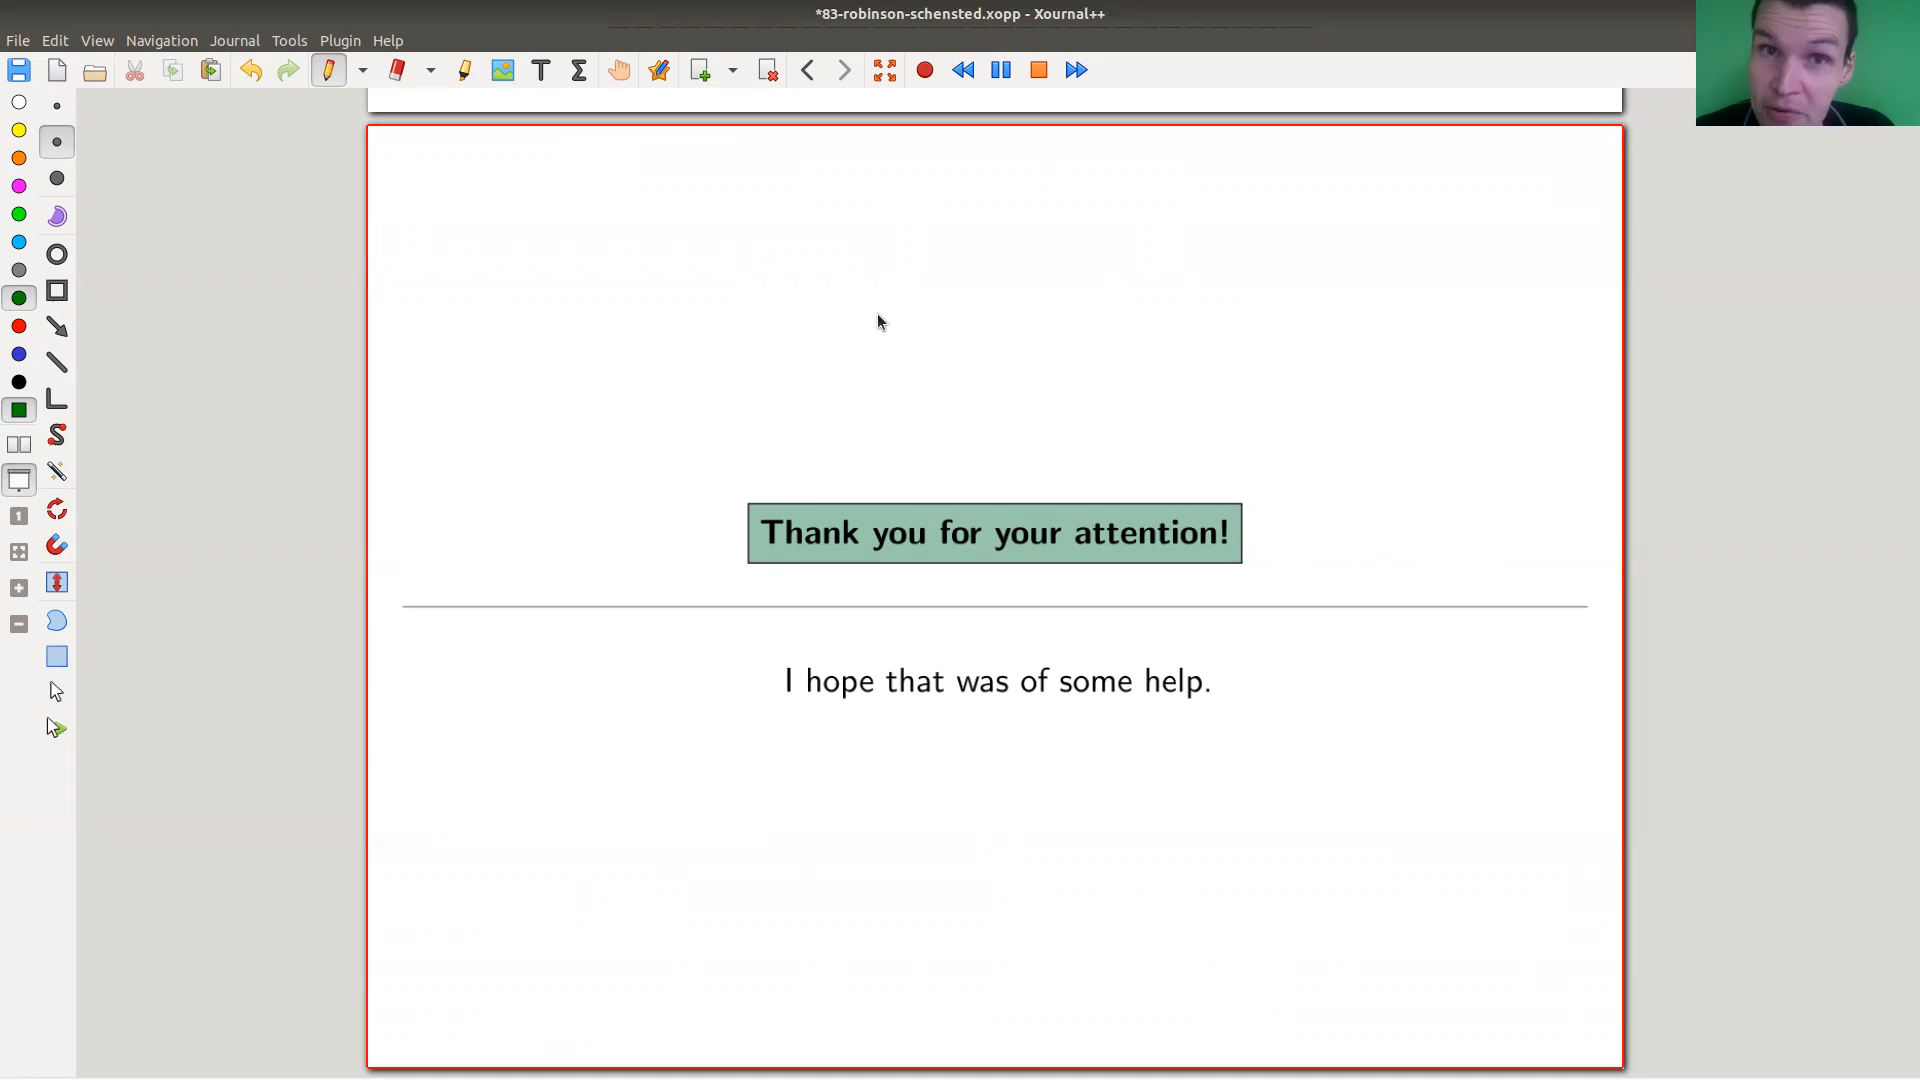 *83-robinson-schensted.xopp - Xournal++
File Edit View Navigation Journal Tools Plugin Help
Thank you for your attention!
I hope that was of some help.
1